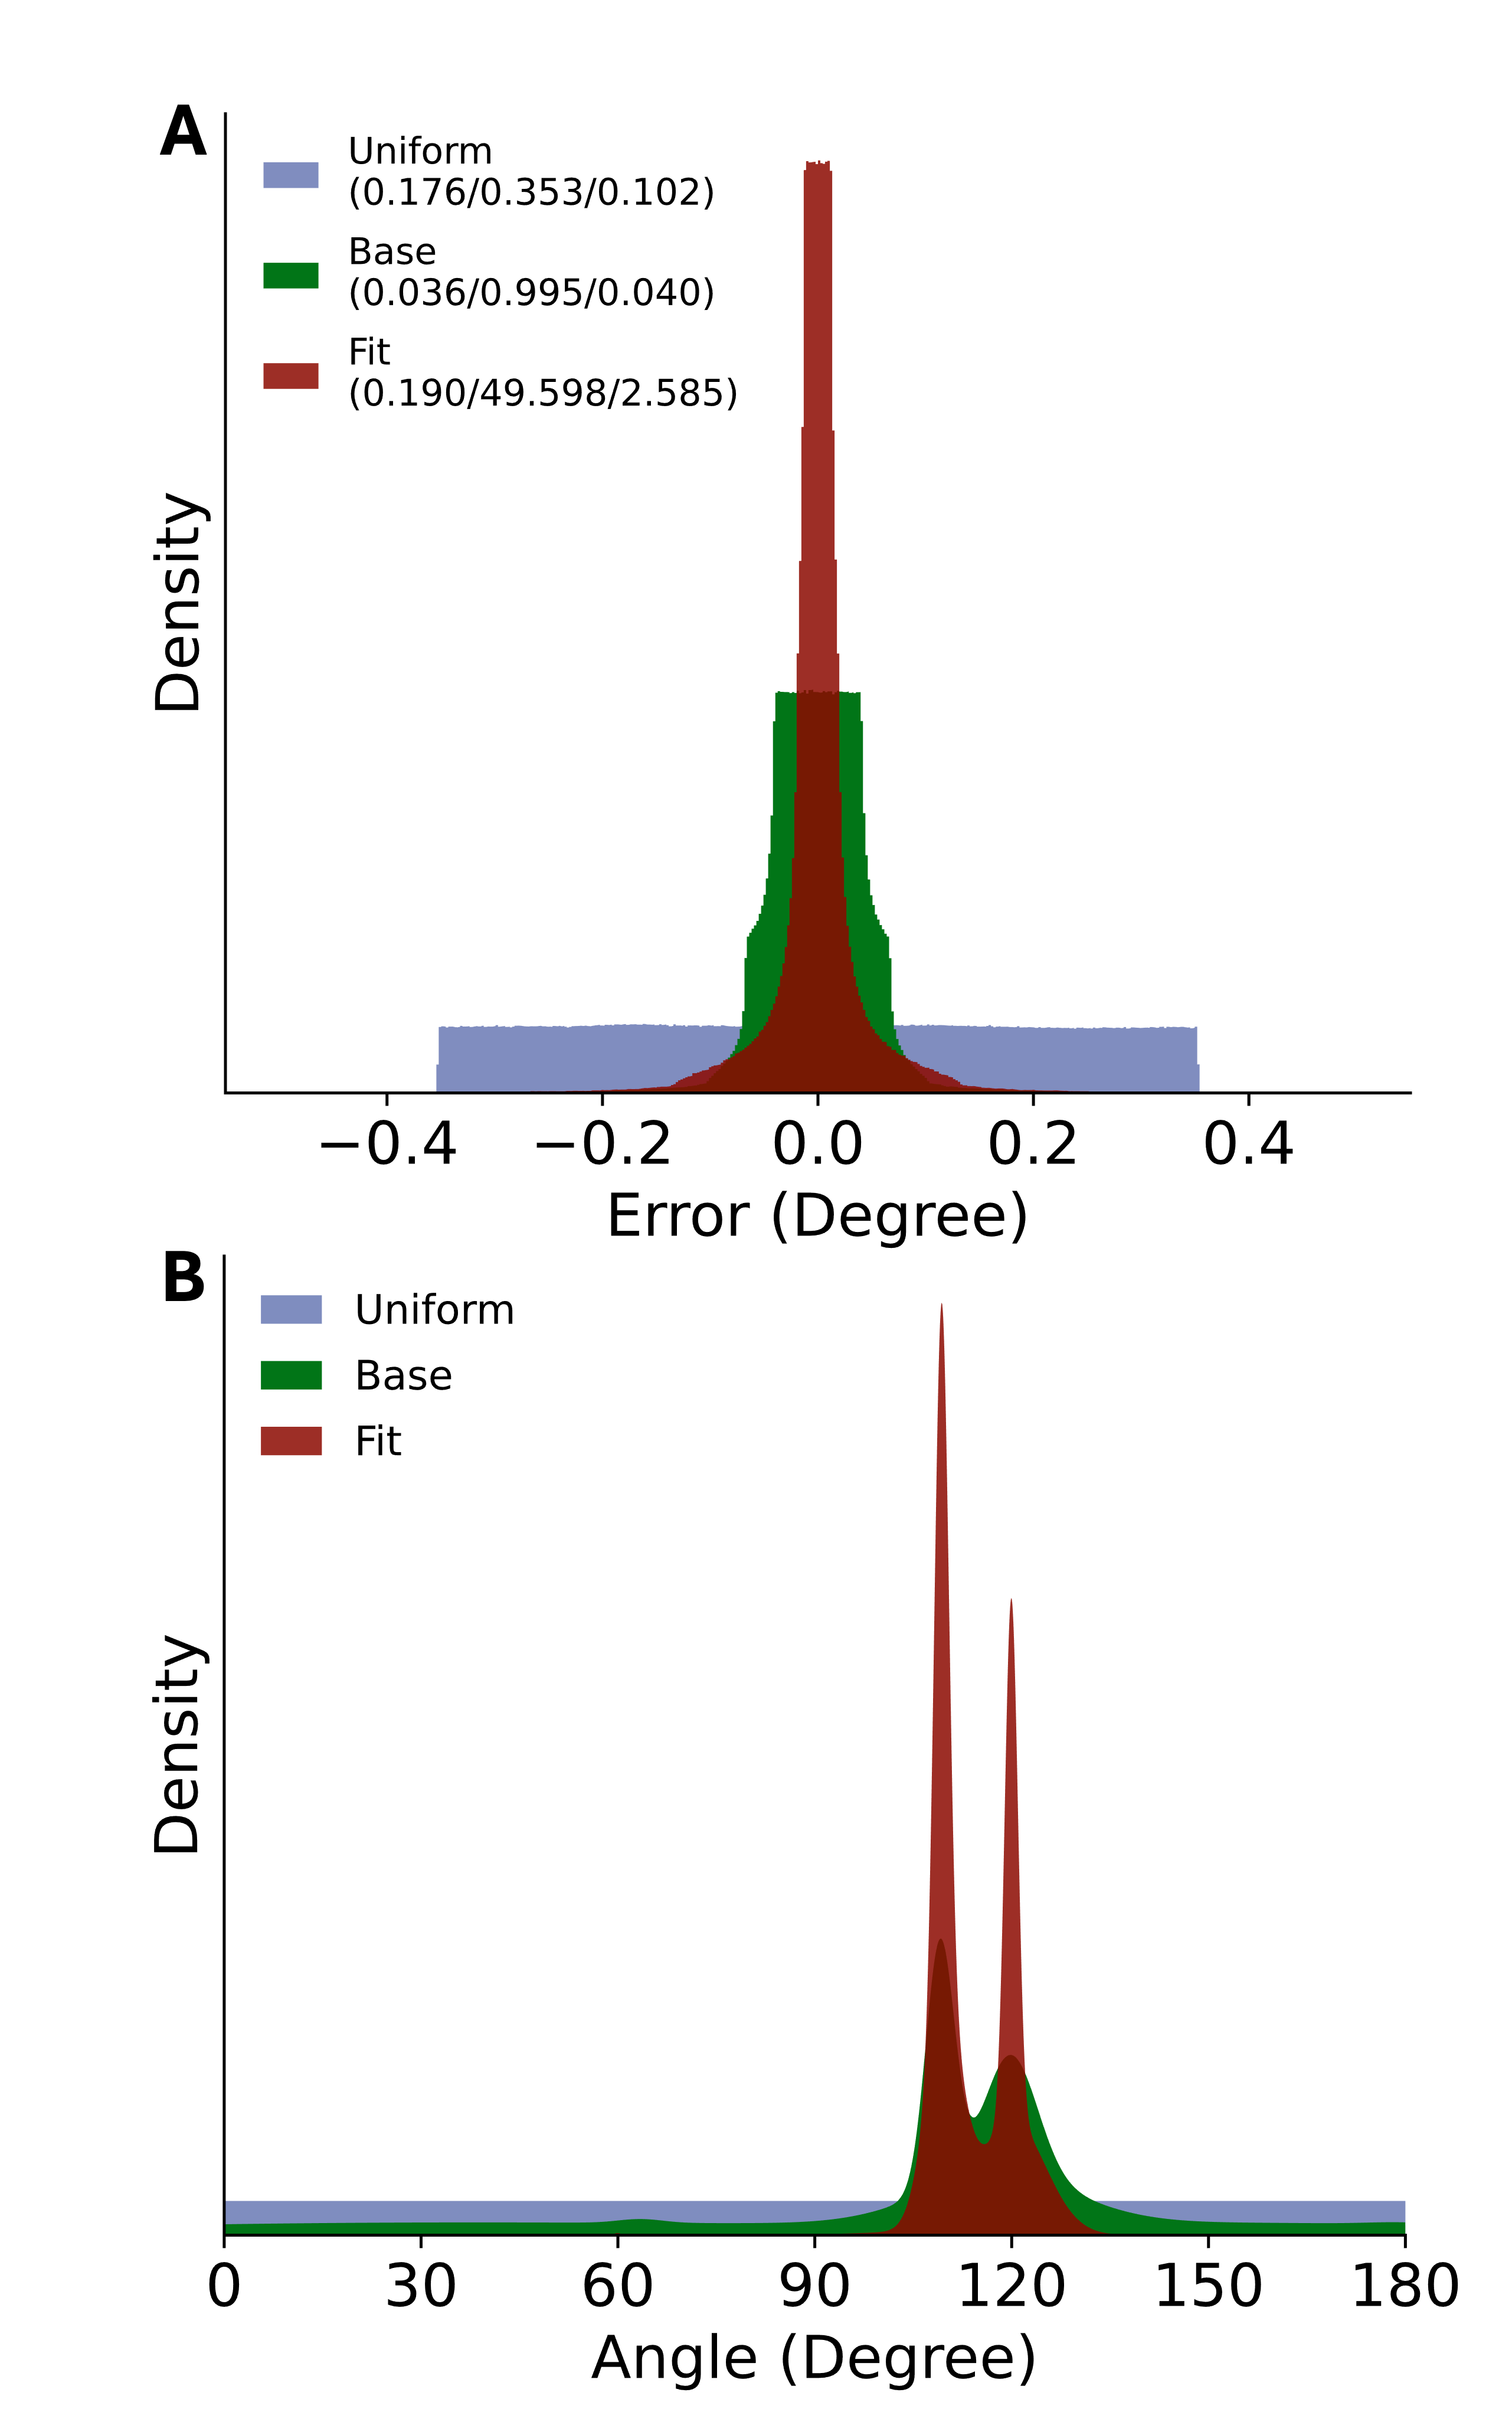 A
Uniform
(0.176/0.353/0.102)
Base
(0.036/0.995/0.040)
Fit
(0.190/49.598/2.585)
Density
−0.4 −0.2 0.0 0.2 0.4
Error (Degree)
B
Uniform
Base
Fit
Density
0 30 60 90 120 150 180
Angle (Degree)